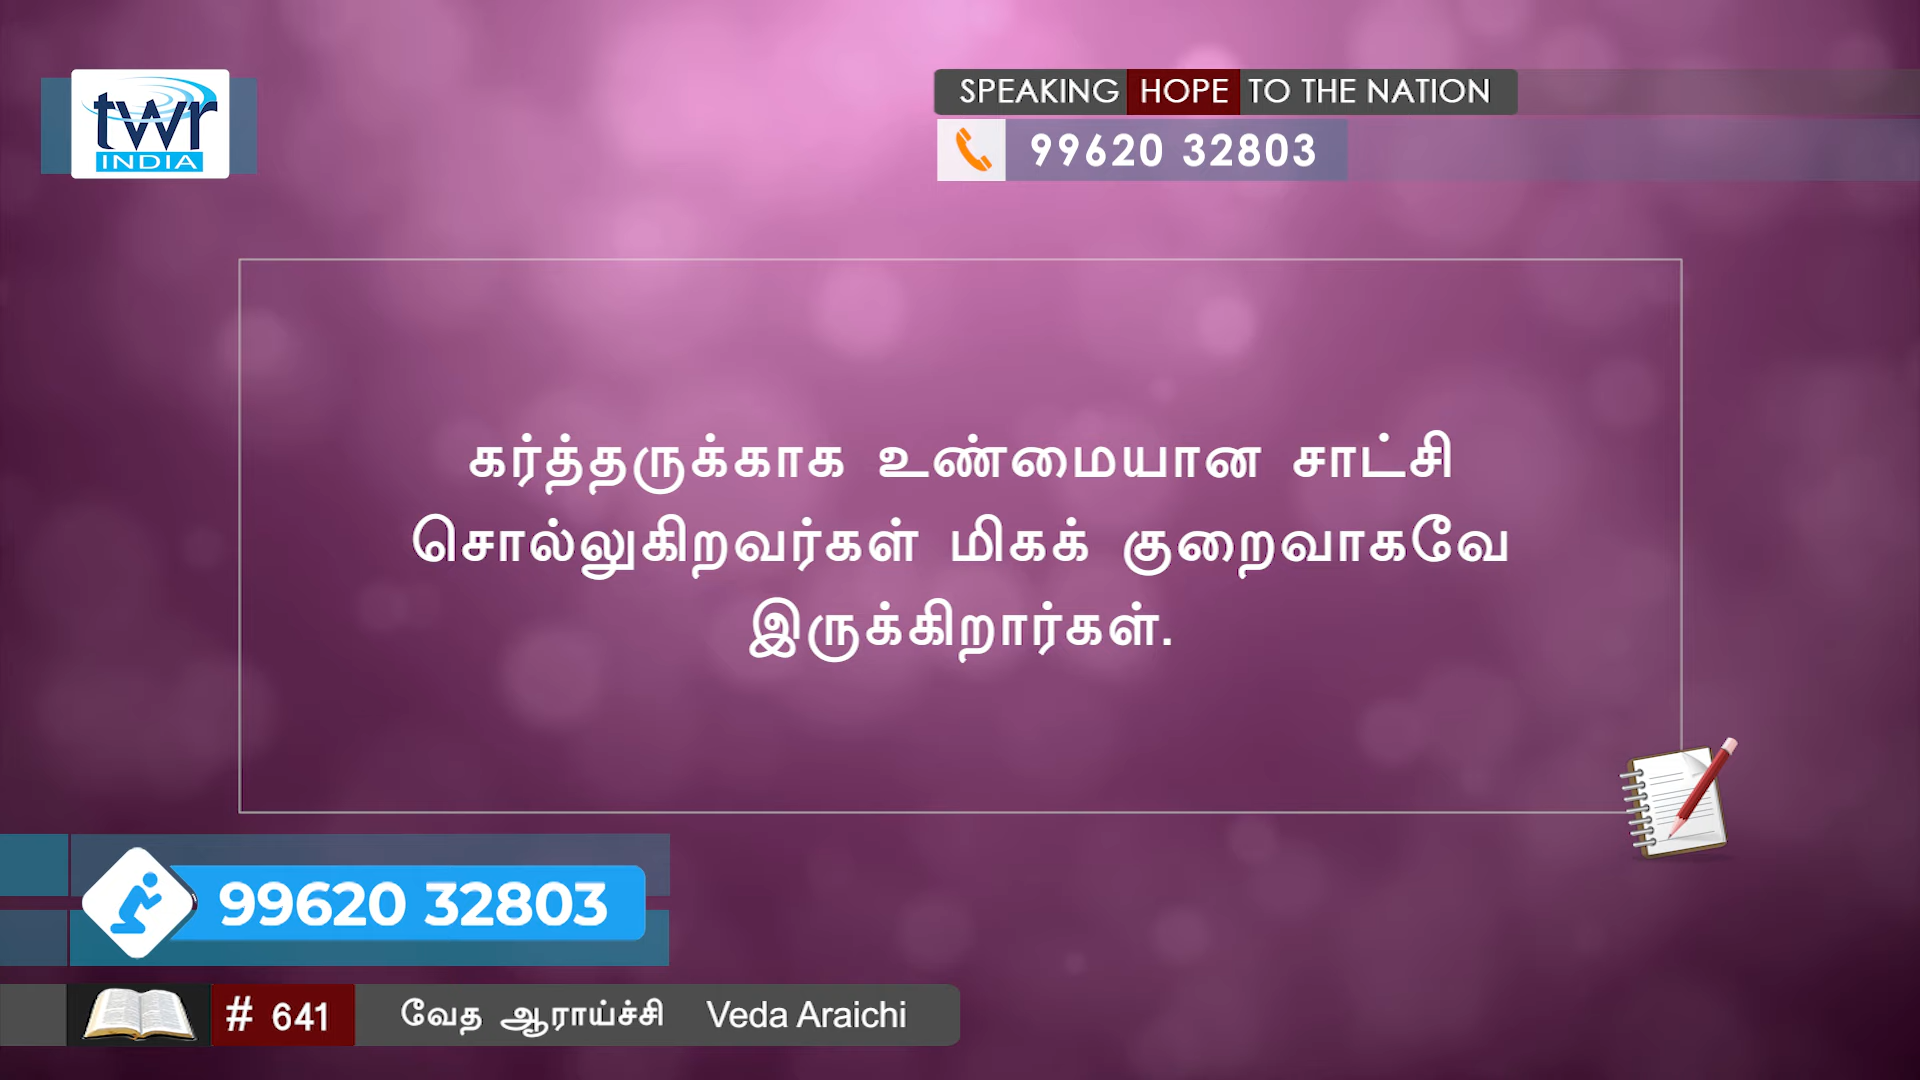 twr
INDIA
SPEAKING HOPE TO THE NATION
99620 32803
கர்த்தருக்காக உண்மையான சாட்சி
சொல்லுகிறவர்கள் மிகக் குறைவாகவே
இருக்கிறார்கள்.
99620 32803
# 641 வேத ஆராய்ச்சி Veda Araichi